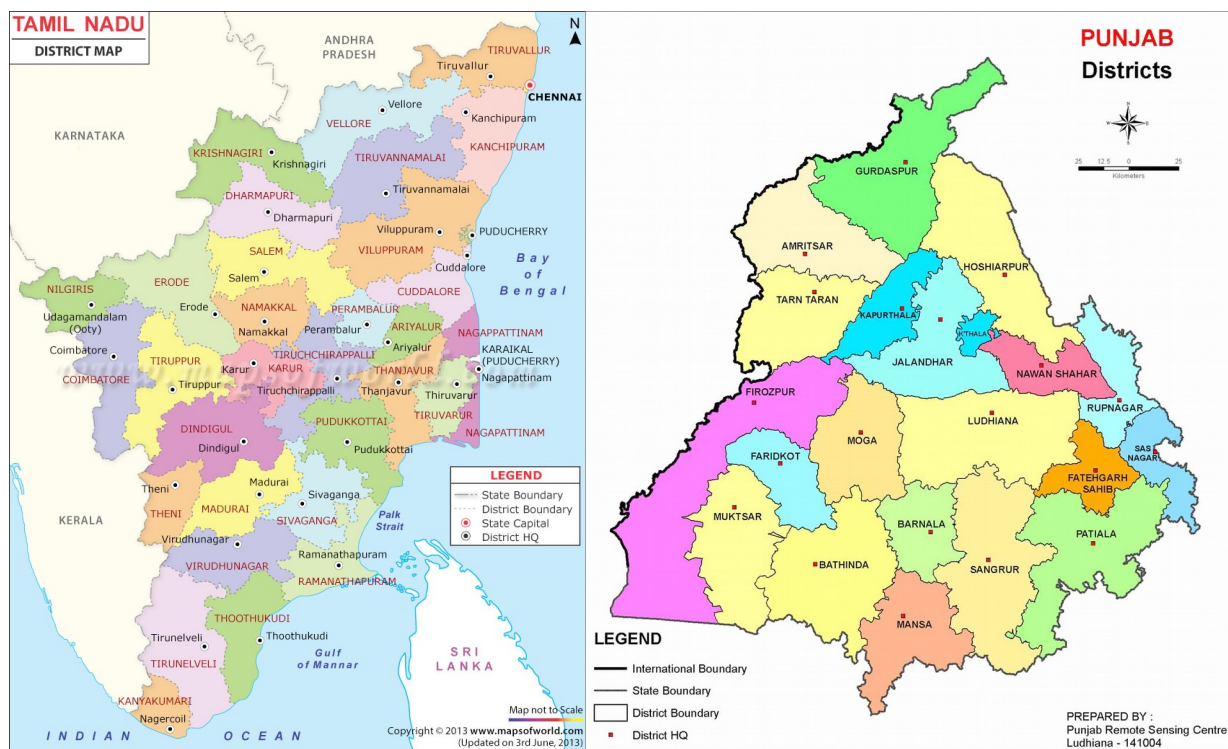 TAMIL NADU
DISTRICT MAP
N
ANDHRA
PRADESH
TIRUVALLUR
Tiruvallur
CHENNAI
Vellore
VELLORE
Kanchipuram
KANCHIPURAM
KARNATAKA
KRISHNAGIRI
Krishnagiri
TIRUVANNAMALAI
Tiruvannamalai
DHARMAPURI
Dharmapuri
Viluppuram
PUDUCHERRY
VILUPPURAM
SALEM
Salem
Cuddalore
Bay
of
Bengal
NILGIRIS
ERODE
CUDDALORE
Udagamandalam
(Ooty)
Erode
NAMAKKAL
Namakkal
PERAMBALUR
Perambalur
ARIYALUR
Ariyalur
NAGAPPATTINAM
Coimbatore
COIMBATORE
TIRUPPUR
Tiruppur
Karur
KARUR
TIRUCHCHIRAPPALLI
Tiruchchirappalli
THANJAVUR
Thanjavur
KARAIKAL
(PUDUCHERRY)
Nagapattinam
Thiruvarur
TIRUVARUR
NAGAPATTINAM
DINDIGUL
Dindigul
PUDUKKOTTAI
Pudukkottai
Theni
THENI
Madurai
MADURAI
Sivaganga
SIVAGANGA
Palk
Strait
KERALA
Virudhunagar
VIRUDHUNAGAR
Ramanathapuram
RAMANATHAPURAM
THOOTHUKUDI
Thoothukudi
Tirunelveli
TIRUNELVELI
Gulf
of Mannar
SRI
LANKA
KANYAKUMARI
Nagercoil
INDIAN OCEAN
LEGEND
State Boundary
District Boundary
State Capital
District HQ
Map not to Scale
Copyright © 2013 www.mapsofworld.com
(Updated on 3rd June, 2013)
PUNJAB
Districts
25 12.5 0 25
Kilometers
GURDASPUR
AMRITSAR
HOSHIARPUR
TARN TARAN
KAPURTHALA
K'THALA
JALANDHAR
NAWAN SHAHAR
FIROZPUR
RUPNAGAR
LUDHIANA
MOGA
FARIDKOT
SAS
NAGAR
FATEHGARH
SAHIB
MUKTSAR
BARNALA
PATIALA
BATHINDA
SANGRUR
MANSA
LEGEND
International Boundary
State Boundary
District Boundary
District HQ
PREPARED BY :
Punjab Remote Sensing Centre
Ludhiana - 141004